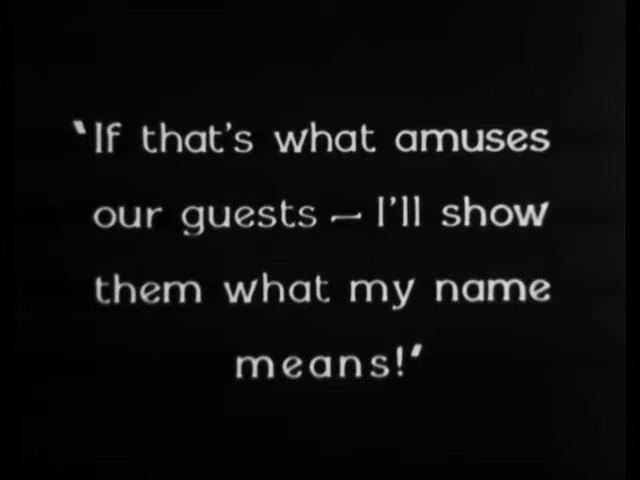 ‛If that's what amuses
our guests — I'll show
them what my name
means!'